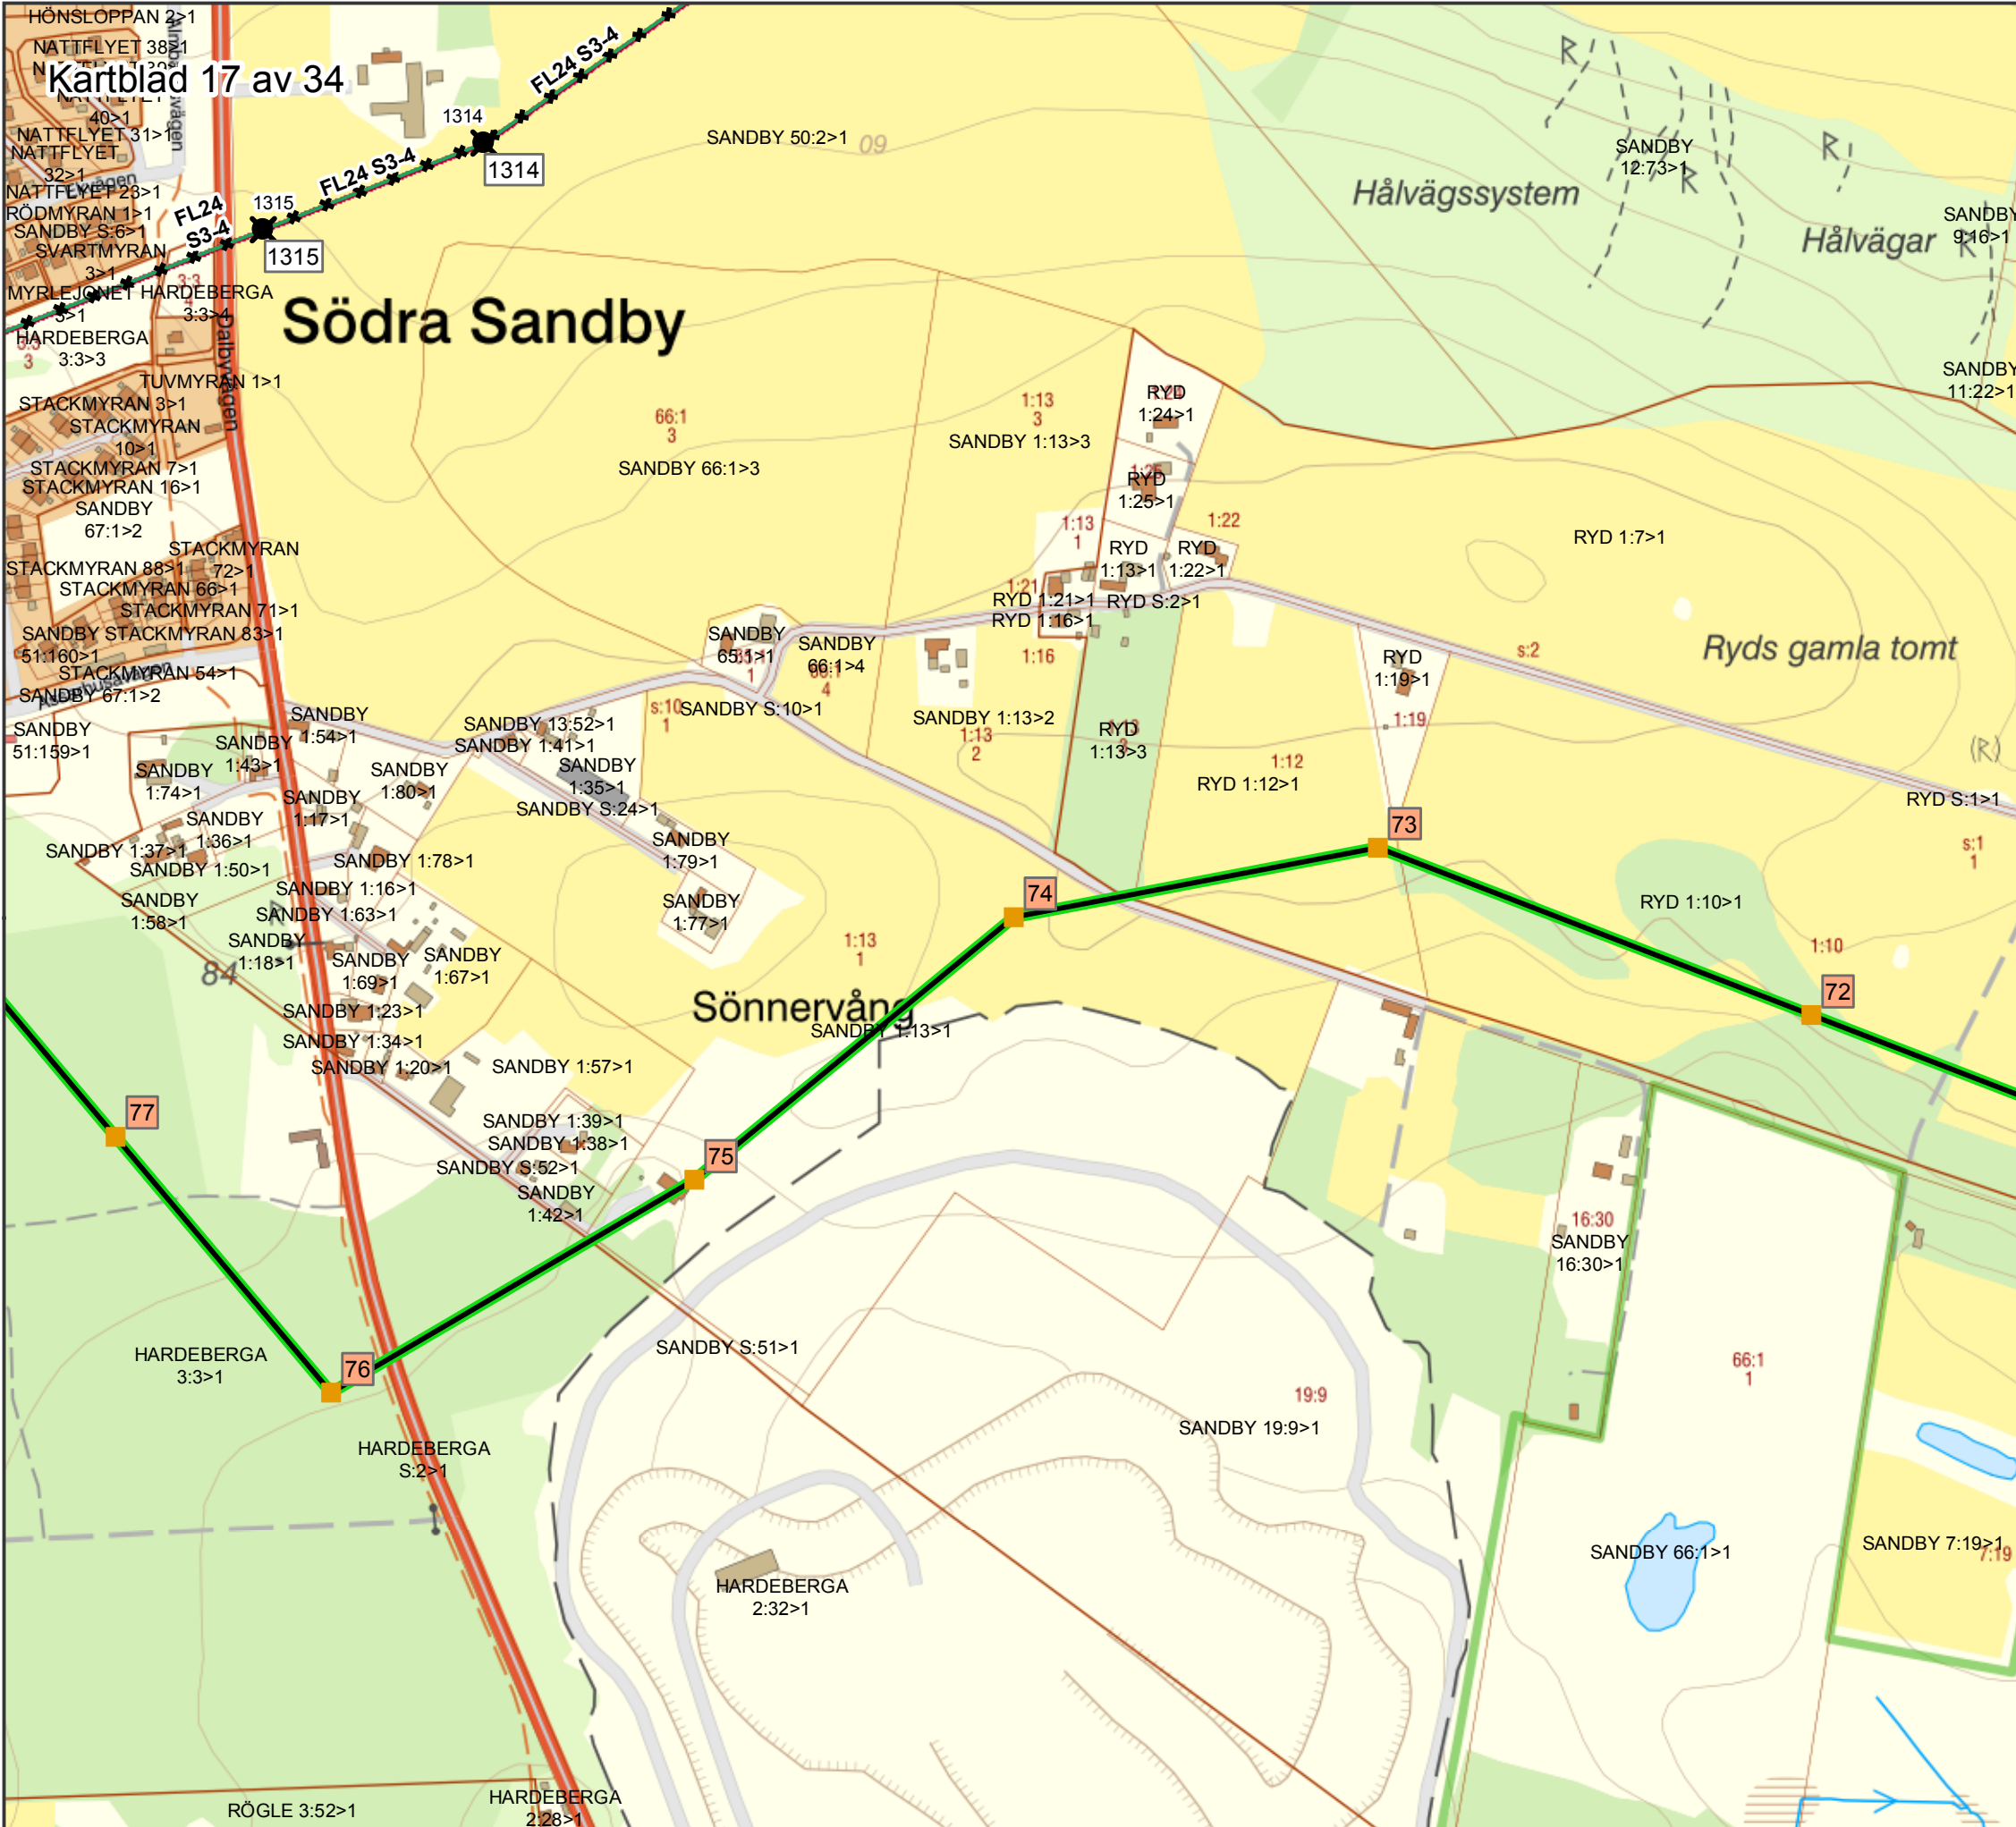 HÖNSLOPPAN 2>1
NATTFLYET 38>1
Kartblad 17 av 34
40>1
NATTFLYET 31>1
NATTFLYET
32>1
NATTFLYET 23>1
RÖDMYRAN 1>1
SANDBY S:6>1
SVARTMYRAN
3>1
MYRLEJONET
3>1
HARDEBERGA
3:3>4
HARDEBERGA
3:3>3
3
FL24
S3-4
FL24 S3-4
FL24 S3-4
1314
1314
1315
1315
SANDBY 50:2>1
60
Hålvägssystem
SANDBY
12:73>1
R
R
R
R
Hålvägar
SANDBY
9:16>1
SANDBY
11:22>1
Södra Sandby
Dalbyvägen
TUVMYRAN 1>1
STACKMYRAN 3>1
STACKMYRAN
10>1
STACKMYRAN 7>1
STACKMYRAN 16>1
SANDBY
67:1>2
STACKMYRAN
72>1
STACKMYRAN 88>1
STACKMYRAN 66>1
STACKMYRAN 71>1
STACKMYRAN 83>1
SANDBY
51:160>1
STACKMYRAN 54>1
SANDBY 67:1>2
SANDBY
51:159>1
66:1
3
SANDBY 66:1>3
1:13
3
SANDBY 1:13>3
RYD
1:24>1
RYD
1:25>1
1:22
1:13
1
RYD
1:13>1
RYD
1:22>1
RYD 1:7>1
1:21
RYD 1:21>1
RYD S:2>1
RYD 1:16>1
1:16
SANDBY
65:1>1
1
SANDBY
66:1>4
4
s:10
1
SANDBY S:10>1
SANDBY 1:13>2
1:13
2
RYD
1:13>3
RYD
1:19>1
1:19
s:2
Ryds gamla tomt
(R)
1:12
RYD 1:12>1
RYD S:1>1
s:1
1
SANDBY
1:54>1
SANDBY
1:43>1
SANDBY
1:74>1
SANDBY 13:52>1
SANDBY 1:41>1
SANDBY
1:35>1
SANDBY S:24>1
SANDBY
1:80>1
SANDBY
1:17>1
SANDBY
1:36>1
SANDBY 1:37>1
SANDBY 1:50>1
SANDBY 1:78>1
SANDBY
1:79>1
SANDBY 1:16>1
SANDBY 1:63>1
SANDBY
1:58>1
SANDBY
1:77>1
SANDBY
1:18>1
84
SANDBY
1:69>1
SANDBY
1:67>1
SANDBY 1:23>1
SANDBY 1:34>1
SANDBY 1:20>1
73
74
RYD 1:10>1
1:10
72
1:13
1
Sönnervång
SANDBY 1:13>1
SANDBY 1:57>1
77
SANDBY 1:39>1
SANDBY 1:38>1
SANDBY S:52>1
75
SANDBY
1:42>1
16:30
SANDBY
16:30>1
HARDEBERGA
3:3>1
76
SANDBY S:51>1
66:1
1
19:9
SANDBY 19:9>1
HARDEBERGA
S:2>1
SANDBY 66:1>1
SANDBY 7:19>1
7:19
HARDEBERGA
2:32>1
RÖGLE 3:52>1
HARDEBERGA
2:28>1